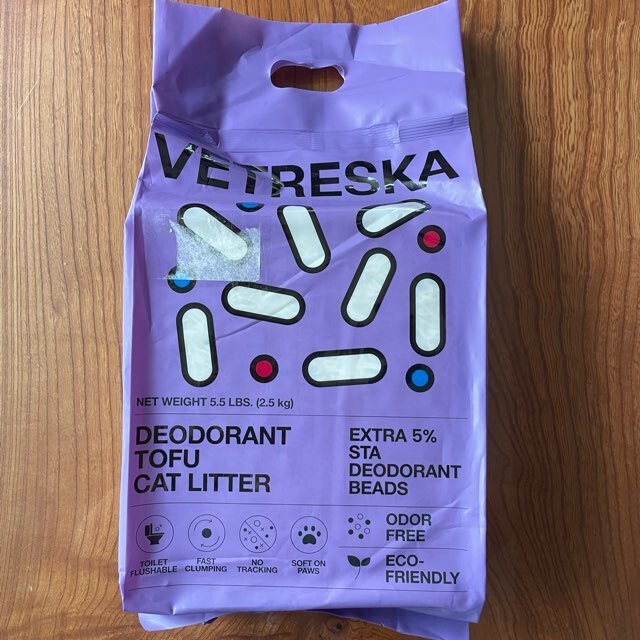 VETRESKA
NET WEIGHT 5.5 LBS. (2.5 kg)
DEODORANT
TOFU
CAT LITTER
EXTRA 5%
STA
DEODORANT
BEADS
TOILET
FLUSHABLE
FAST
CLUMPING
NO
TRACKING
SOFT ON
PAWS
ODOR
FREE
ECO-
FRIENDLY